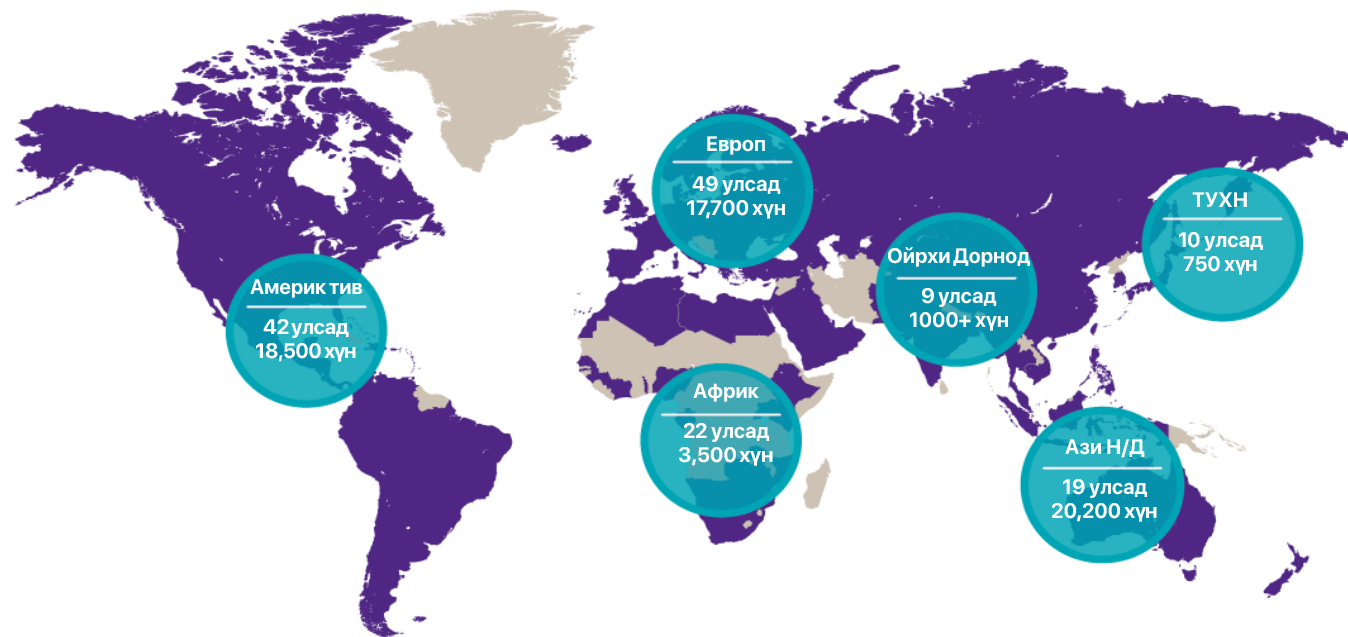 Европ
49 улсад
17,700 хүн
ТУХН
10 улсад
750 хүн
Ойрхи Дорнод
9 улсад
1000+ хүн
Америк тив
42 улсад
18,500 хүн
Африк
22 улсад
3,500 хүн
Ази Н/Д
19 улсад
20,200 хүн